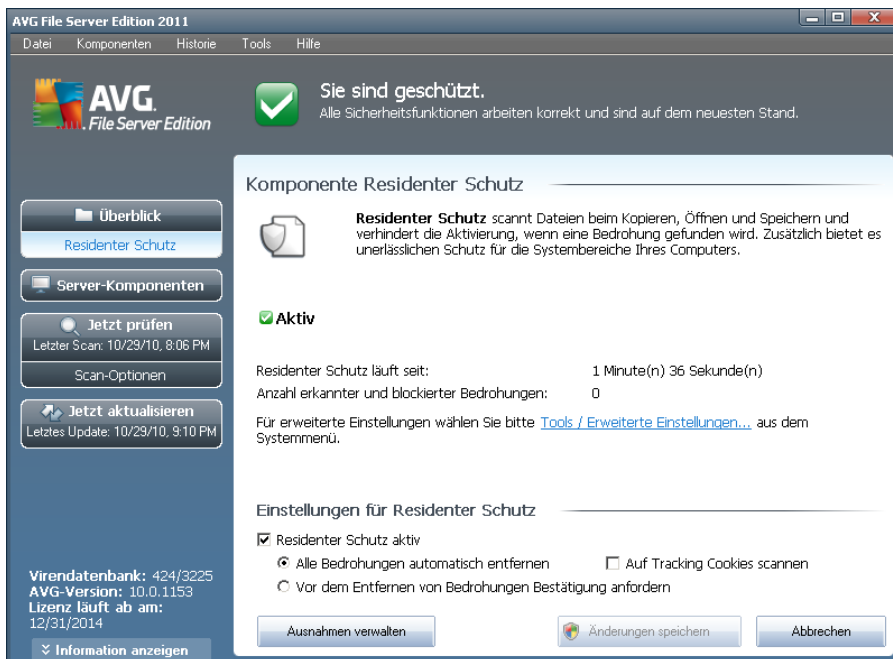 AVG File Server Edition 2011
Datei Komponenten Historie Tools Hilfe
AVG.
File Server Edition
Sie sind geschützt.
Alle Sicherheitsfunktionen arbeiten korrekt und sind auf dem neuesten Stand.
Überblick
Residenter Schutz
Server-Komponenten
Jetzt prüfen
Letzter Scan: 10/29/10, 8:06 PM
Scan-Optionen
Jetzt aktualisieren
Letztes Update: 10/29/10, 9:10 PM
Virendatenbank: 424/3225
AVG-Version: 10.0.1153
Lizenz läuft ab am:
12/31/2014
Information anzeigen
Komponente Residenter Schutz
Residenter Schutz scannt Dateien beim Kopieren, Öffnen und Speichern und
verhindert die Aktivierung, wenn eine Bedrohung gefunden wird. Zusätzlich bietet es
unerlässlichen Schutz für die Systembereiche Ihres Computers.
Aktiv
Residenter Schutz läuft seit: 1 Minute(n) 36 Sekunde(n)
Anzahl erkannter und blockierter Bedrohungen: 0
Für erweiterte Einstellungen wählen Sie bitte Tools / Erweiterte Einstellungen... aus dem
Systemmenü.
Einstellungen für Residenter Schutz
Residenter Schutz aktiv
Alle Bedrohungen automatisch entfernen Auf Tracking Cookies scannen
Vor dem Entfernen von Bedrohungen Bestätigung anfordern
Ausnahmen verwalten Änderungen speichern Abbrechen